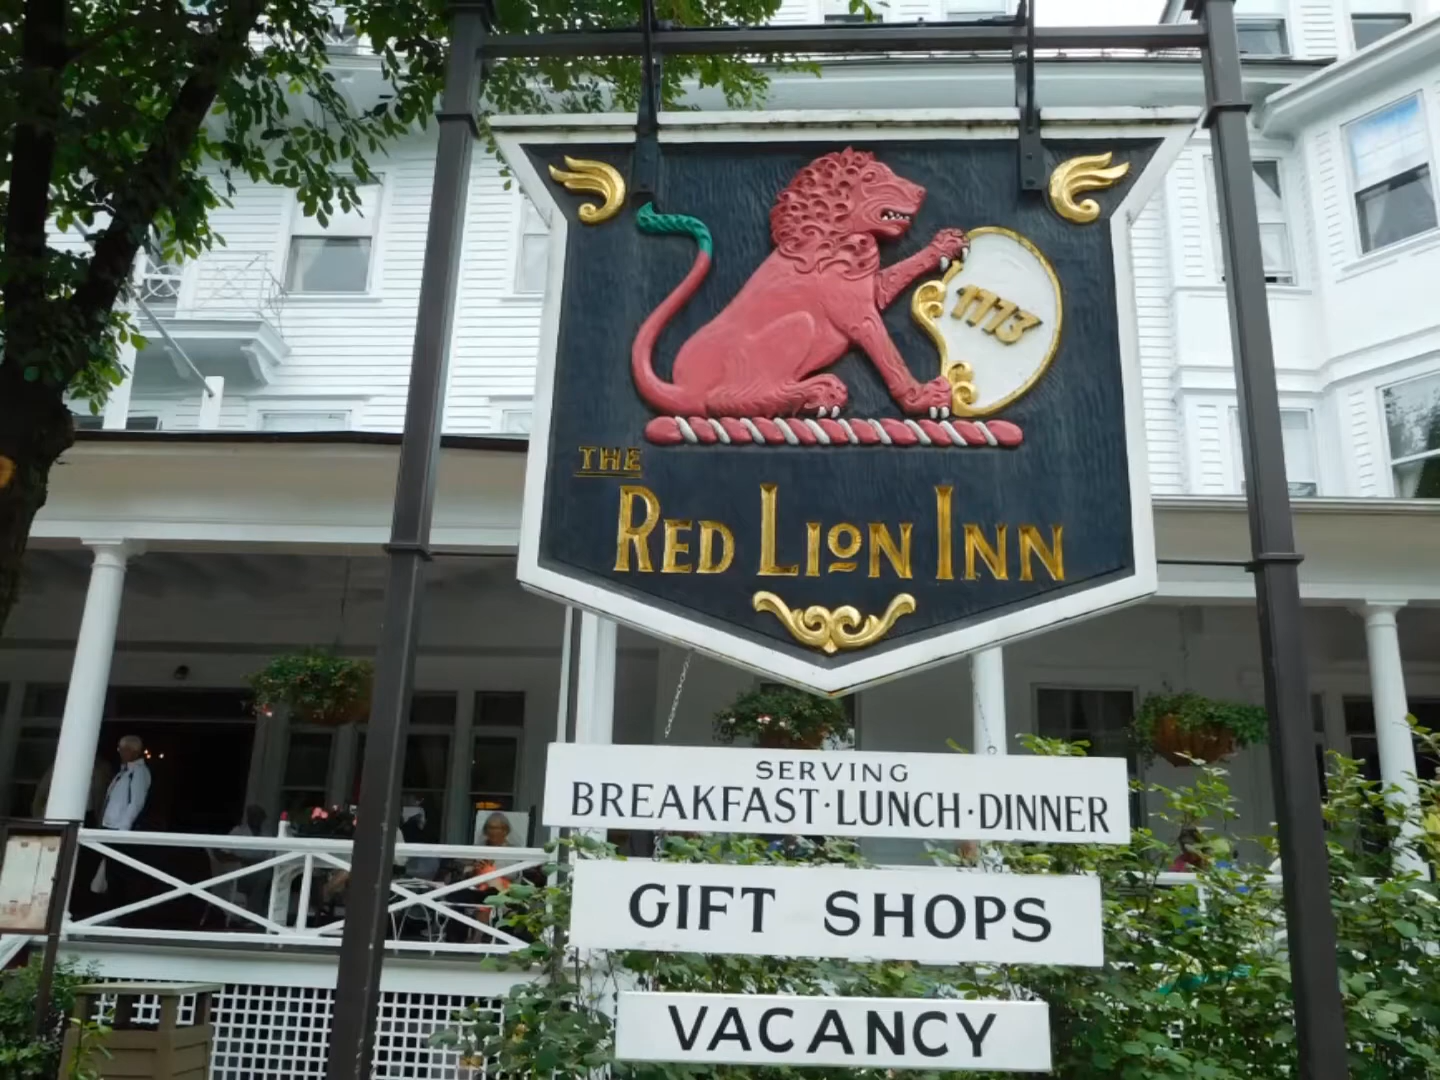 1773
THE
RED LION INN
SERVING
BREAKFAST·LUNCH·DINNER
GIFT SHOPS
VACANCY